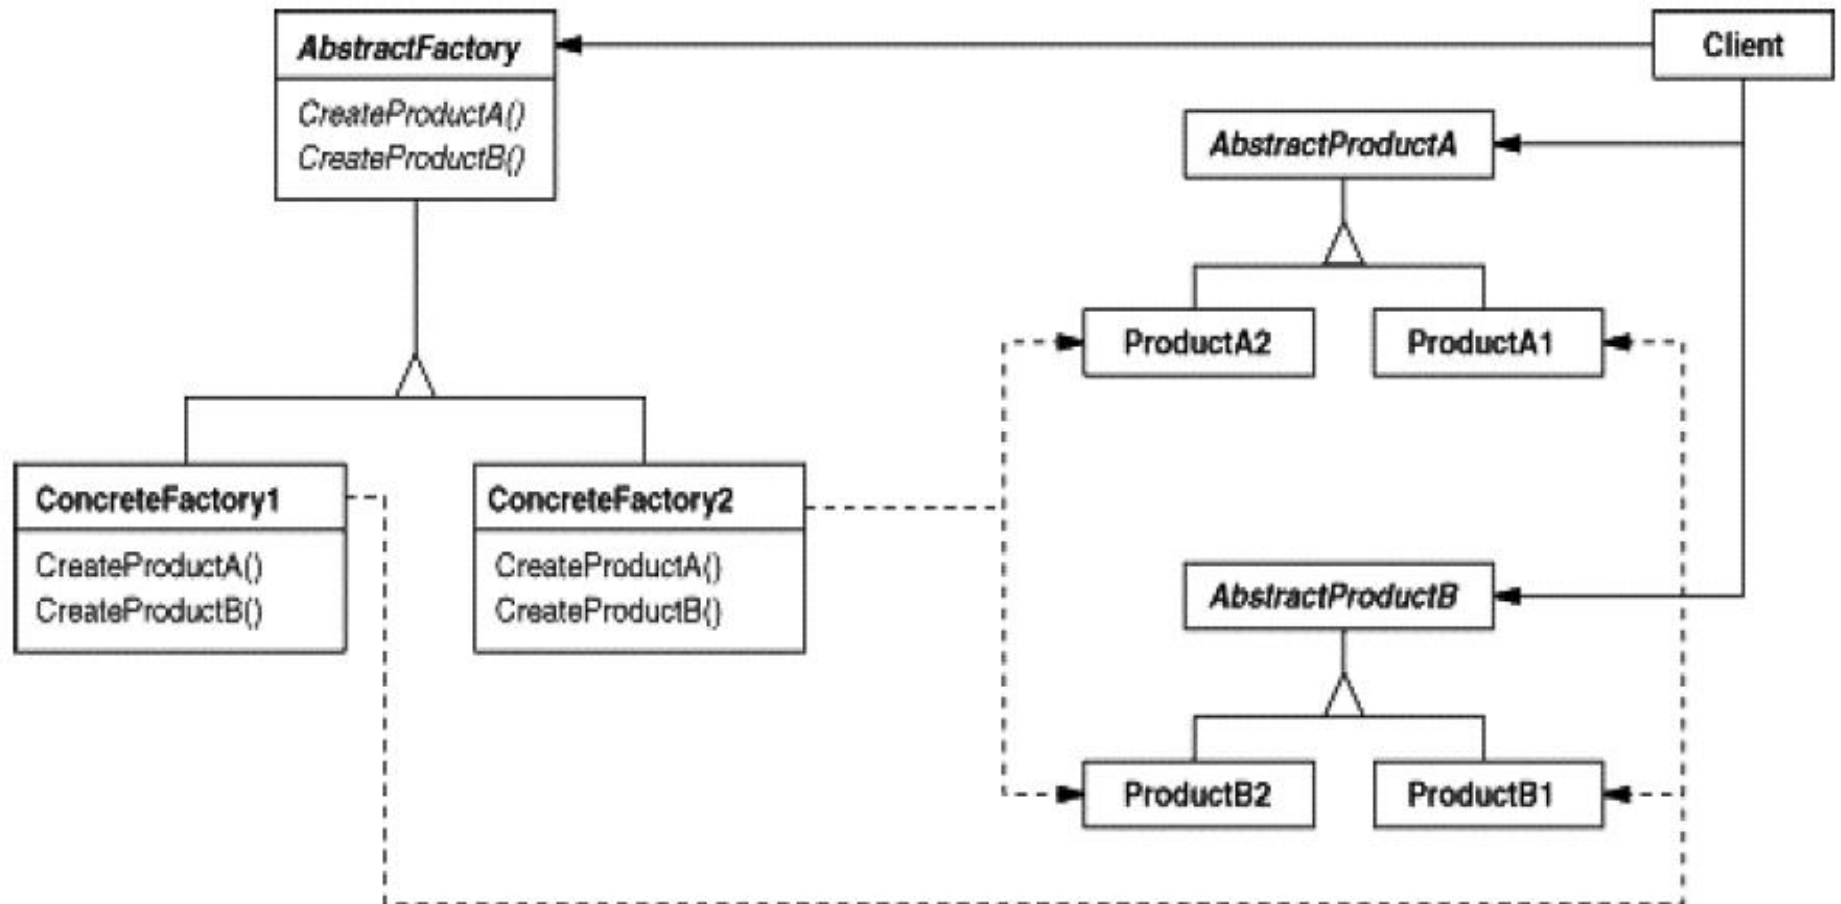 AbstractFactory
CreateProductA()
CreateProductB()
Client
AbstractProductA
ProductA2
ProductA1
ConcreteFactory1
CreateProductA()
CreateProductB()
ConcreteFactory2
CreateProductA()
CreateProductB()
AbstractProductB
ProductB2
ProductB1